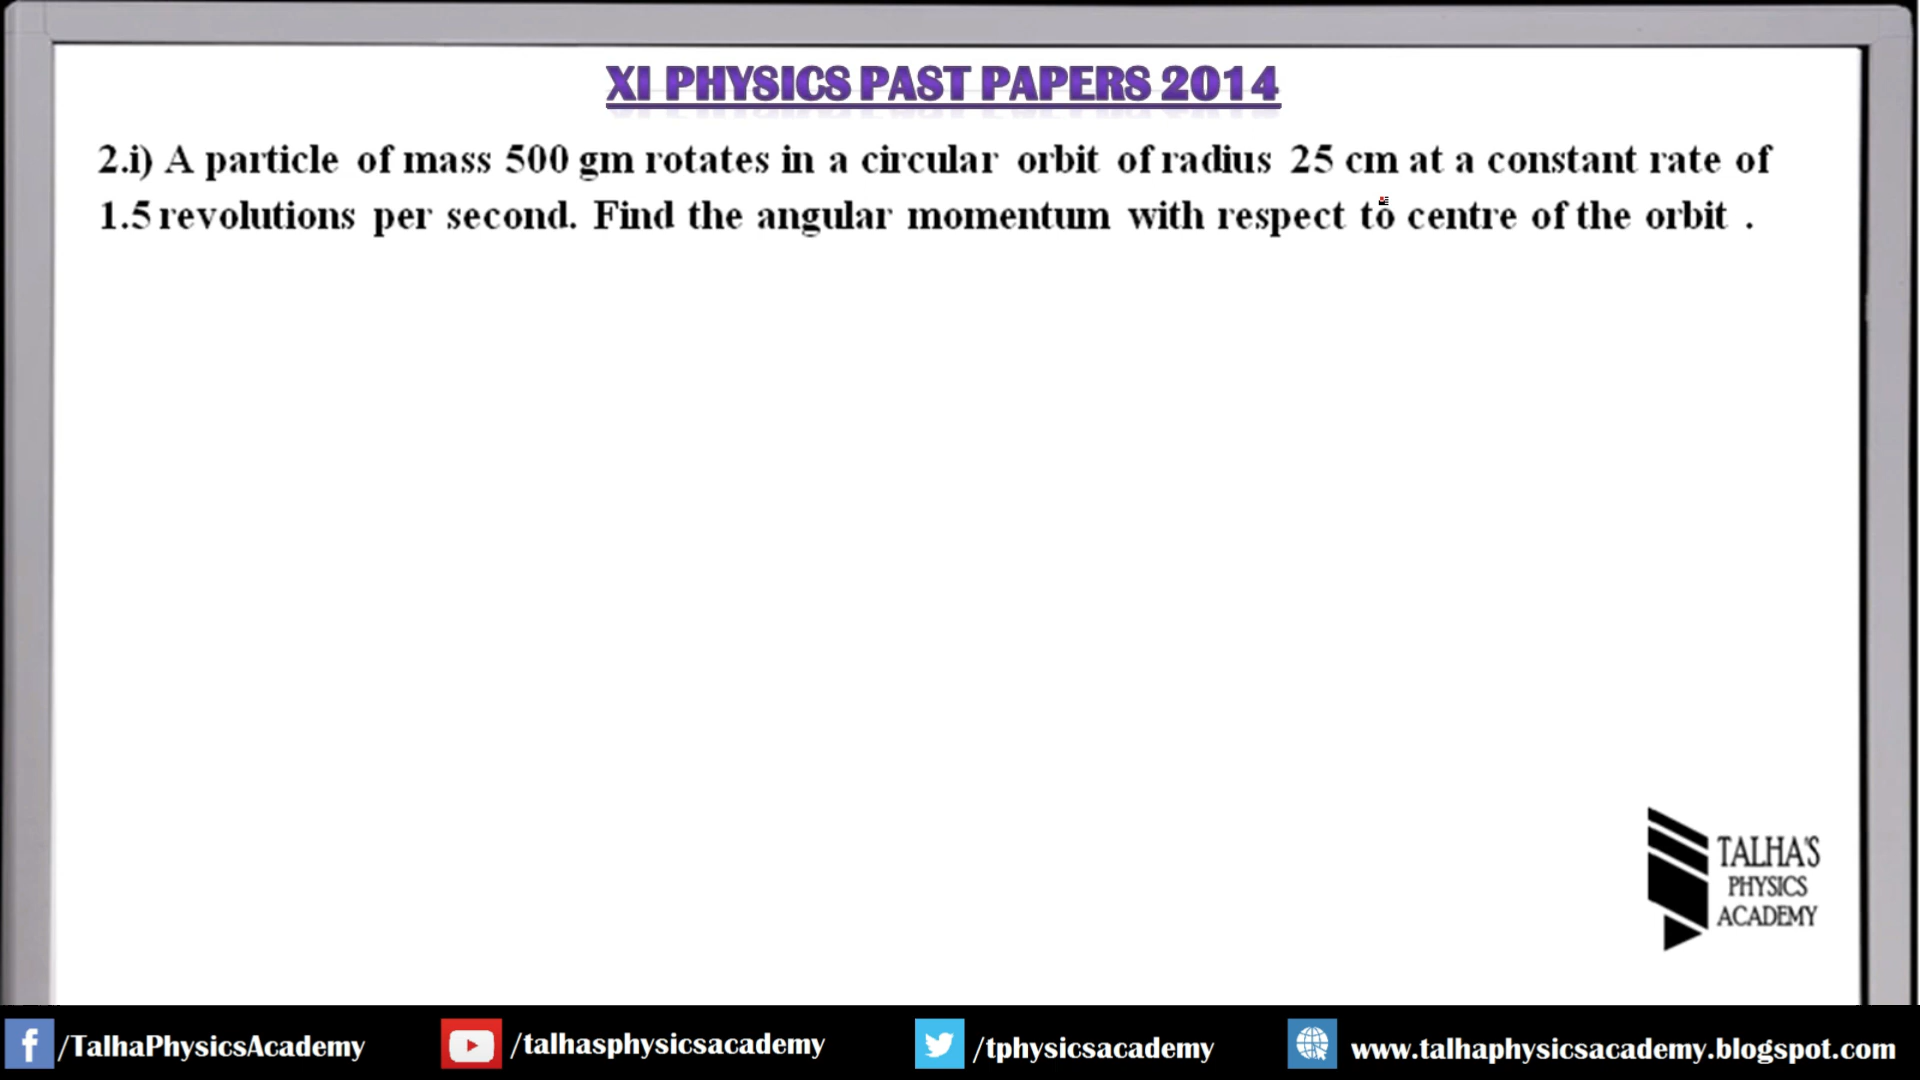 XI PHYSICS PAST PAPERS 2014
2.i) A particle of mass 500 gm rotates in a circular orbit of radius 25 cm at a constant rate of
1.5 revolutions per second. Find the angular momentum with respect to centre of the orbit .
TALHA'S
PHYSICS
ACADEMY
/TalhaPhysicsAcademy
/talhasphysicsacademy
/tphysicsacademy
www.talhaphysicsacademy.blogspot.com